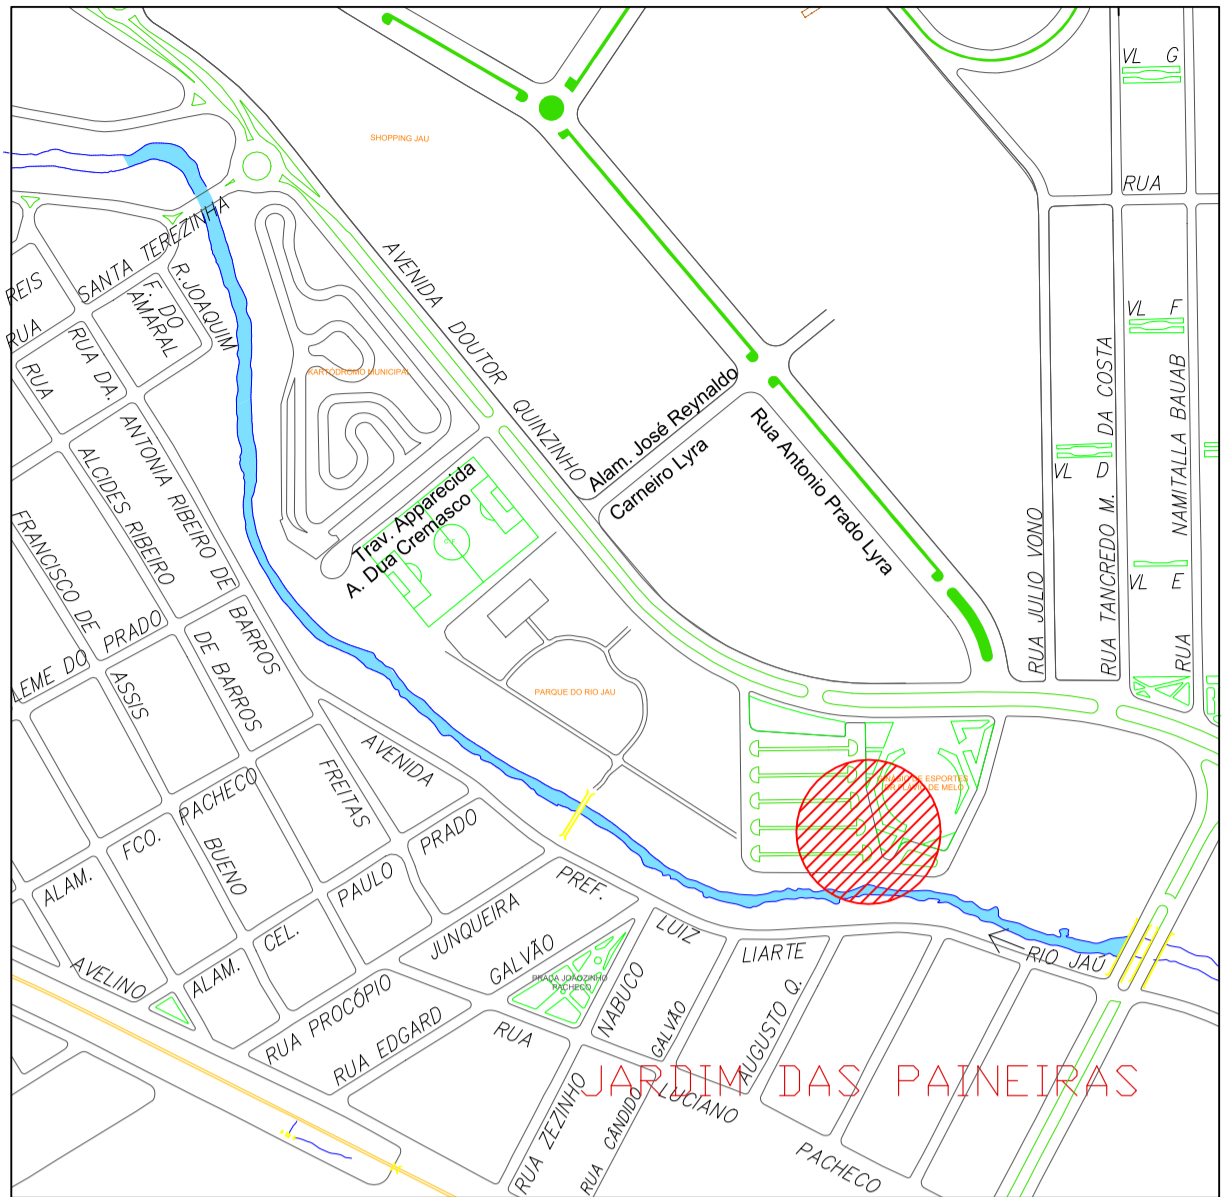 VL G
SHOPPING JAU
RUA
SANTA TEREZINHA
R.JOAQUIM
F. DO
AMARAL
REIS
RUA
RUA DA.
RUA
AVENIDA DOUTOR QUINZINHO
KARTODROMO MUNICIPAL
VL F
Alam. José Reynaldo
Carneiro Lyra
Rua Antonio Prado Lyra
RUA JULIO VONO
RUA TANCREDO M. DA COSTA
RUA NAMITALLA BAUAB
VL D
VL E
Trav. Apparecida
A. Dua Cremasco
ANTONIA RIBEIRO DE BARROS
ALCIDES RIBEIRO
DE BARROS
FRANCISCO DE
ASSIS
LEME DO PRADO
PARQUE DO RIO JAU
AVENIDA
FREITAS
FCO. PACHECO
BUENO
ALAM.
PRADO
PAULO
CEL.
ALAM.
AVELINO
JUNQUEIRA
RUA PROCÓPIO
GALVÃO
RUA EDGARD
PREF.
LUIZ
LIARTE
ESPORTES
DE MELO
RIO JAÚ
PRAÇA JOÃOZINHO
PACHECO
NABUCO
GALVÃO
AUGUSTO Q.
RUA
RUA ZEZINHO
RUA CÂNDIDO
LUCIANO
PACHECO
JARDIM DAS PAINEIRAS